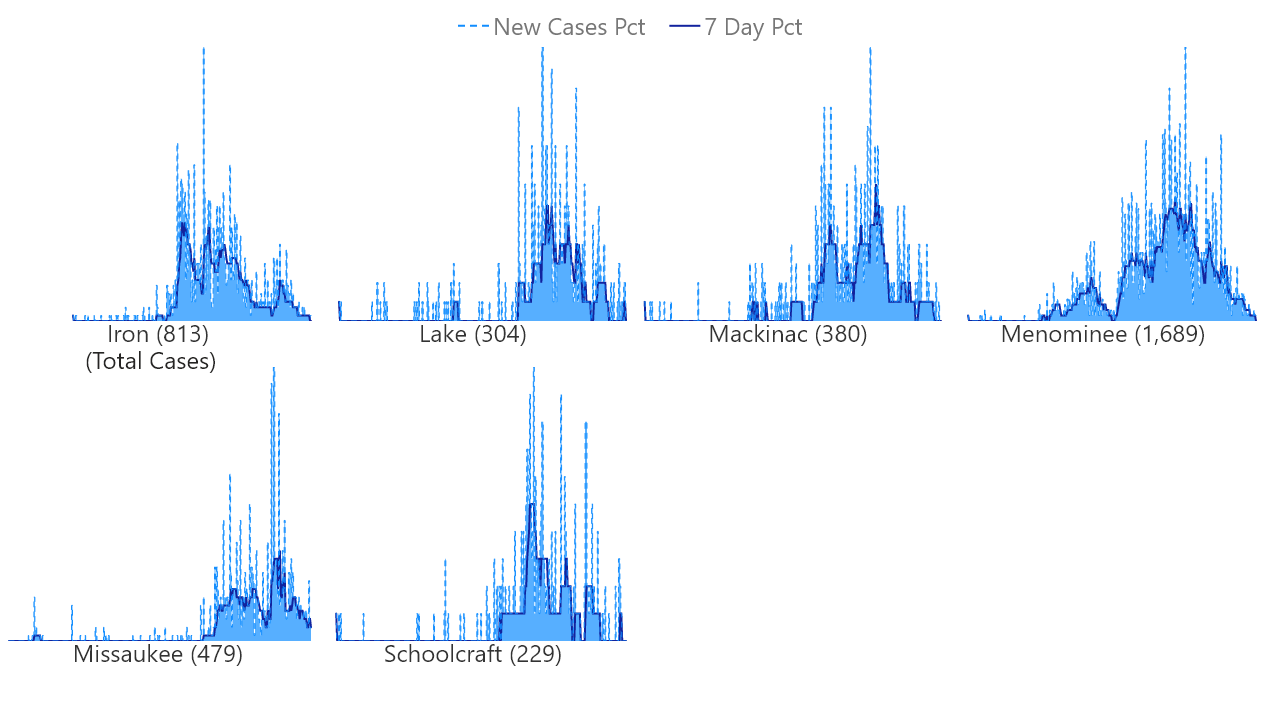 New Cases Pct 7 Day Pct
Iron (813) Lake (304) Mackinac (380) Menominee (1,689)
(Total Cases)
Missaukee (479) Schoolcraft (229)